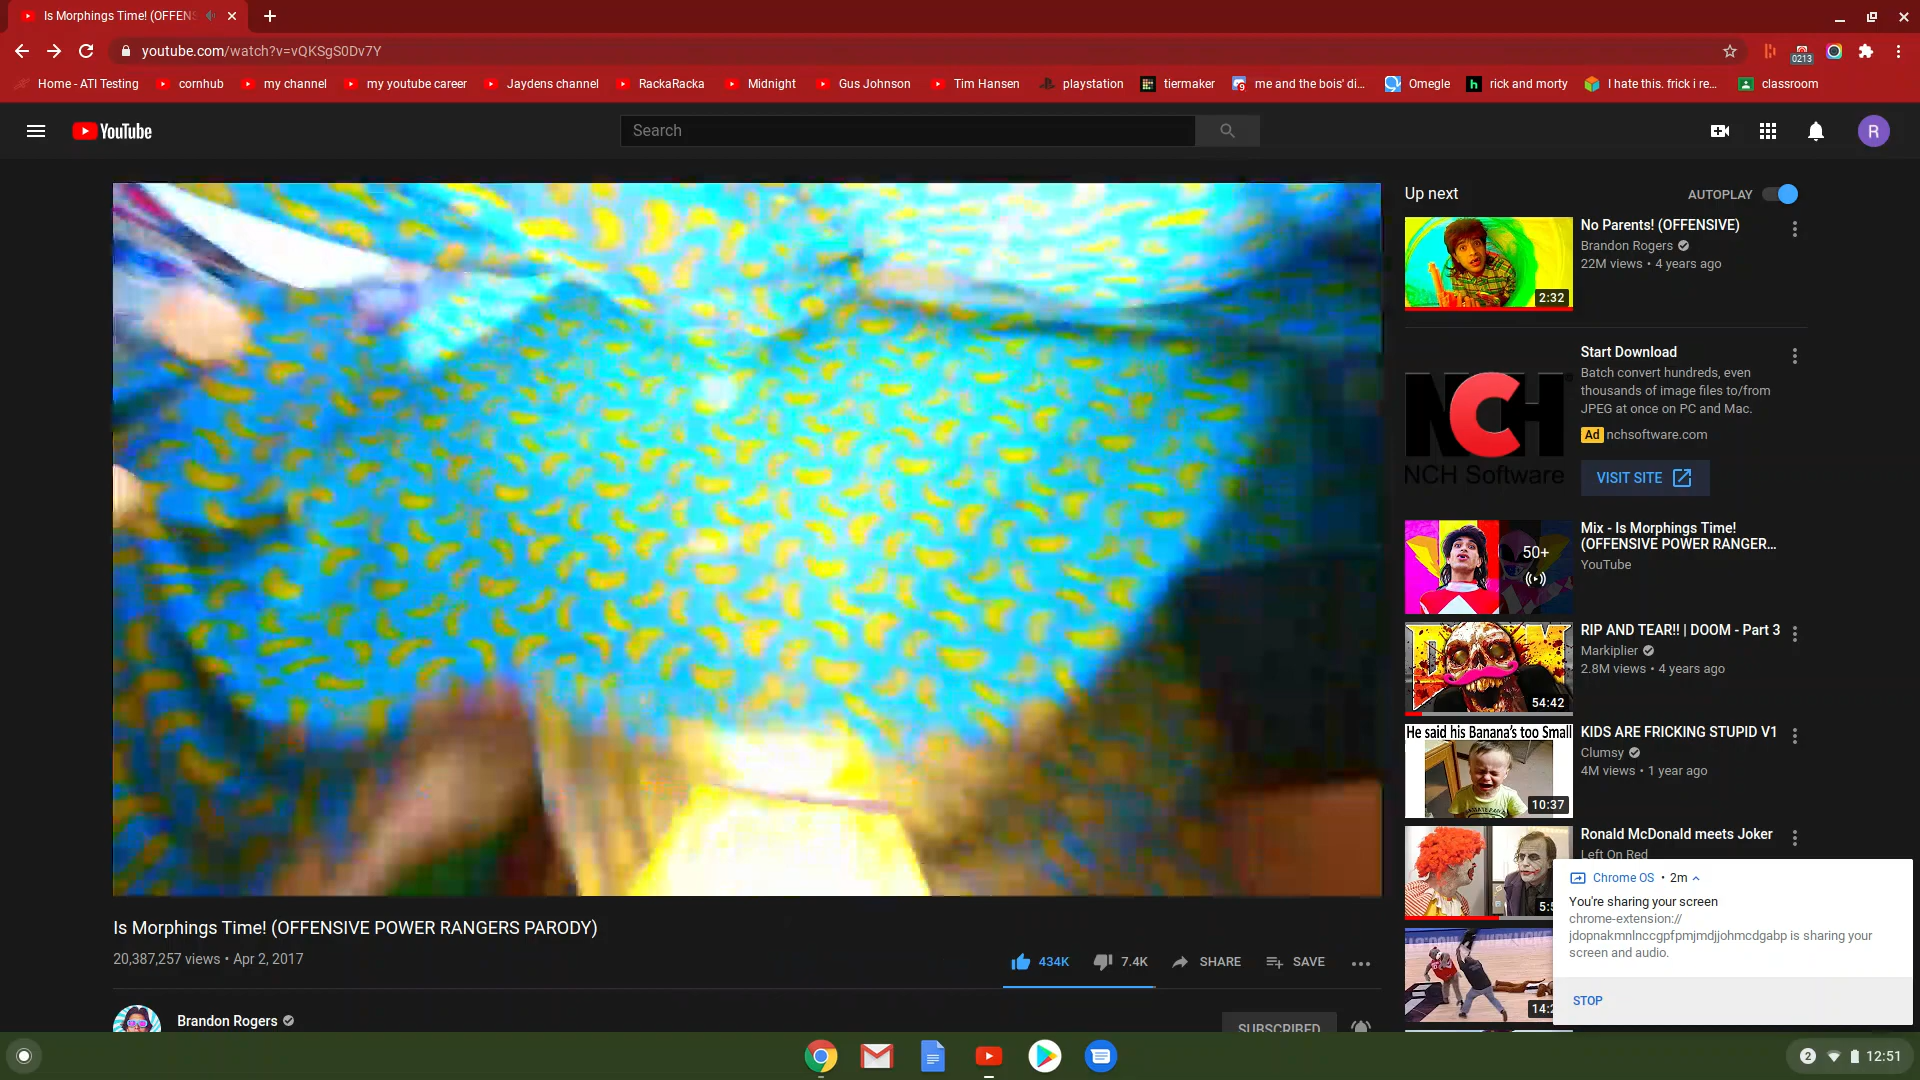 Is Morphings Time! (OFFENS
youtube.com/watch?v=vQKSgS0Dv7Y
0213
Home - ATI Testing
cornhub
my channel
my youtube career
Jaydens channel
RackaRacka
Midnight
Gus Johnson
Tim Hansen
playstation
tiermaker
9
me and the bois' di...
Omegle
h
rick and morty
I hate this. frick i re...
classroom
YouTube
Search
R
Up next
AUTOPLAY
No Parents! (OFFENSIVE)
Brandon Rogers
22M views • 4 years ago
2:32
Start Download
Batch convert hundreds, even
thousands of image files to/from
JPEG at once on PC and Mac.
Ad nchsoftware.com
NCH
NCH Software
VISIT SITE
Mix - Is Morphings Time!
(OFFENSIVE POWER RANGER...
YouTube
50+
RIP AND TEAR!! | DOOM - Part 3
Markiplier
2.8M views • 4 years ago
54:42
He said his Banana's too Small
KIDS ARE FRICKING STUPID V1
Clumsy
4M views • 1 year ago
10:37
Ronald McDonald meets Joker
Left On Red
5:5
14:2
Chrome OS • 2m
You're sharing your screen
chrome-extension://
jdopnakmnlnccgpfpmjmdjjohmcdgabp is sharing your
screen and audio.
STOP
Is Morphings Time! (OFFENSIVE POWER RANGERS PARODY)
20,387,257 views • Apr 2, 2017
434K
7.4K
SHARE
SAVE
Brandon Rogers
SUBSCRIBED
2
12:51